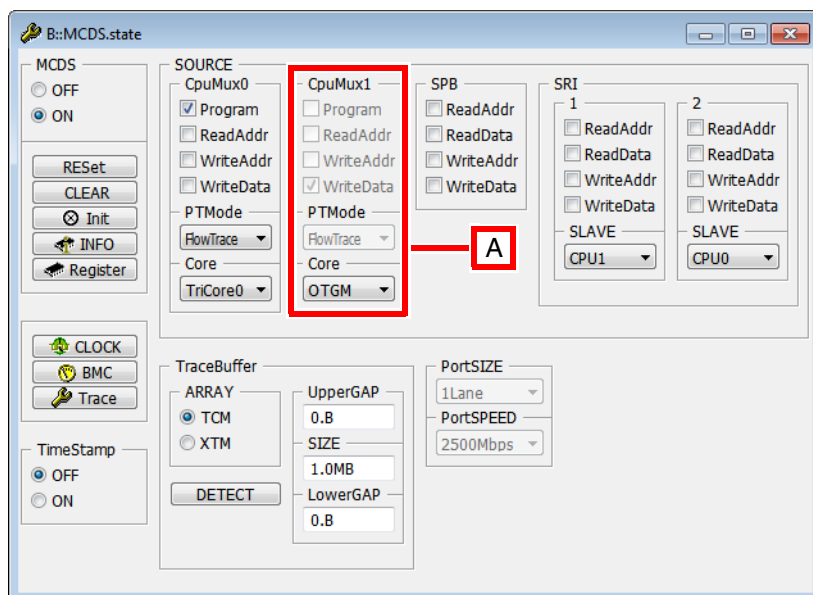 B::MCDS.state
MCDS
OFF
ON
RESet
CLEAR
Init
INFO
Register
CLOCK
BMC
Trace
TimeStamp
OFF
ON
SOURCE
CpuMux0
Program
ReadAddr
WriteAddr
WriteData
PTMode
FlowTrace
Core
TriCore0
CpuMux1
Program
ReadAddr
WriteAddr
WriteData
PTMode
FlowTrace
Core
OTGM
A
SPB
ReadAddr
ReadData
WriteAddr
WriteData
SRI
1
ReadAddr
ReadData
WriteAddr
WriteData
SLAVE
CPU1
2
ReadAddr
ReadData
WriteAddr
WriteData
SLAVE
CPU0
TraceBuffer
ARRAY
TCM
XTM
DETECT
UpperGAP
0.B
SIZE
1.0MB
LowerGAP
0.B
PortSIZE
1Lane
PortSPEED
2500Mbps